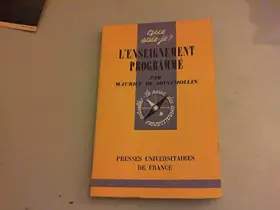 que
sais-je?
L'ENSEIGNEMENT
PROGRAMMÉ
PAR
MAURICE DE MONTMOLLIN
PRESSES UNIVERSITAIRES
DE FRANCE